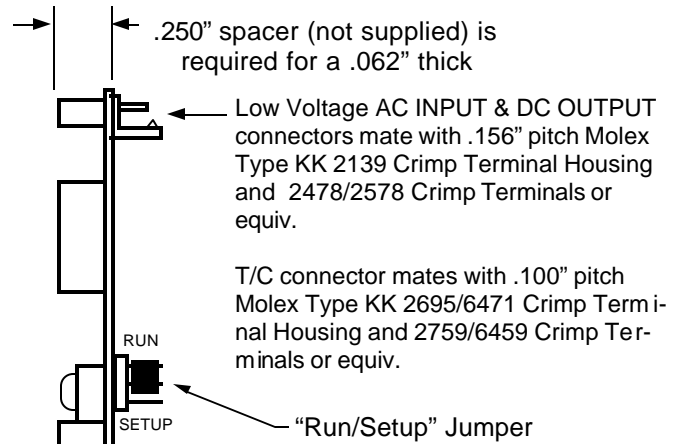 .250” spacer (not supplied) is
required for a .062” thick
Low Voltage AC INPUT & DC OUTPUT
connectors mate with .156” pitch Molex
Type KK 2139 Crimp Terminal Housing
and 2478/2578 Crimp Terminals or
equiv.
T/C connector mates with .100” pitch
Molex Type KK 2695/6471 Crimp Termi-
nal Housing and 2759/6459 Crimp Ter-
minals or equiv.
RUN
SETUP
“Run/Setup” Jumper